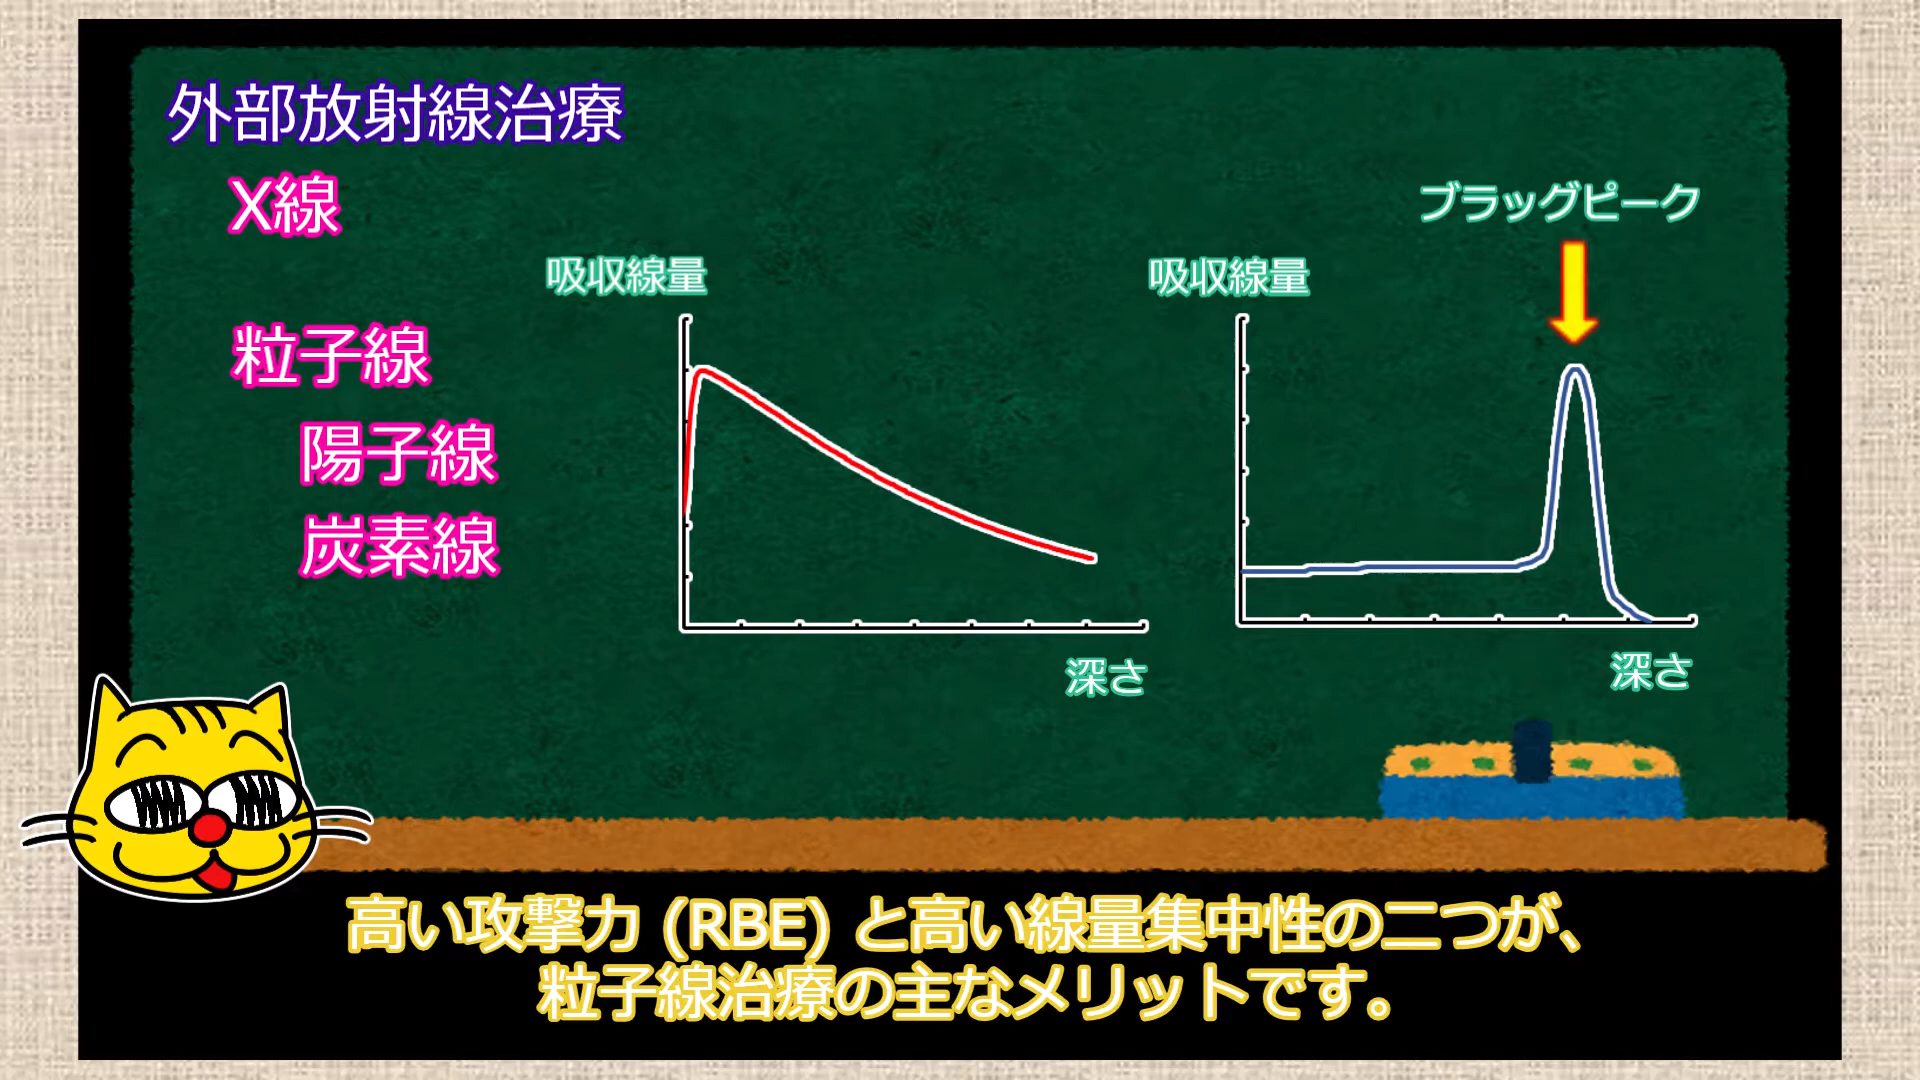 外部放射線治療
X線
粒子線
陽子線
炭素線
吸収線量
深さ
ブラッグピーク
吸収線量
深さ
高い攻撃力 (RBE) と高い線量集中性の二つが、
粒子線治療の主なメリットです。